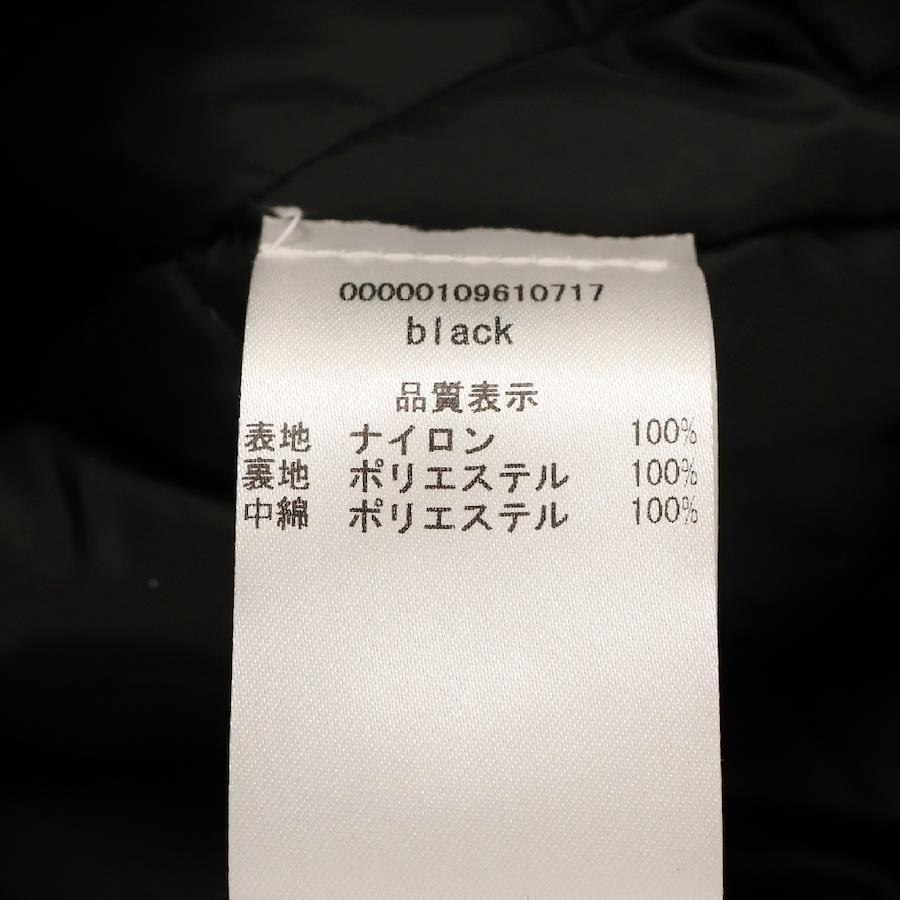 00000109610717
black
品質表示
表地 ナイロン 100%
裏地 ポリエステル 100%
中綿 ポリエステル 100%